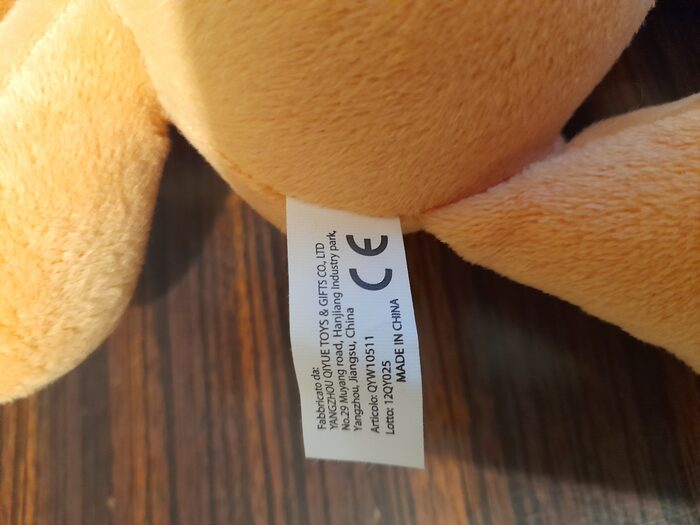 Fabbricato da:
YANGZHOU QIYUE TOYS & GIFTS CO., LTD
No.29 Muyang road, Hanjiang Industry park,
Yangzhou, Jiangsu, China
Articolo: QYW10511
Lotto: 12QY025
MADE IN CHINA
CE